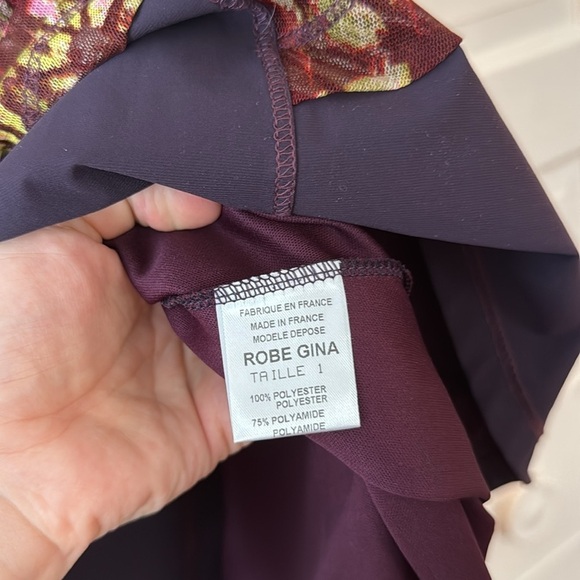 FABRIQUE EN FRANCE
MADE IN FRANCE
MODELE DEPOSE
ROBE GINA
TAILLE 1
100% POLYESTER
POLYESTER
75% POLYAMIDE
POLYAMIDE